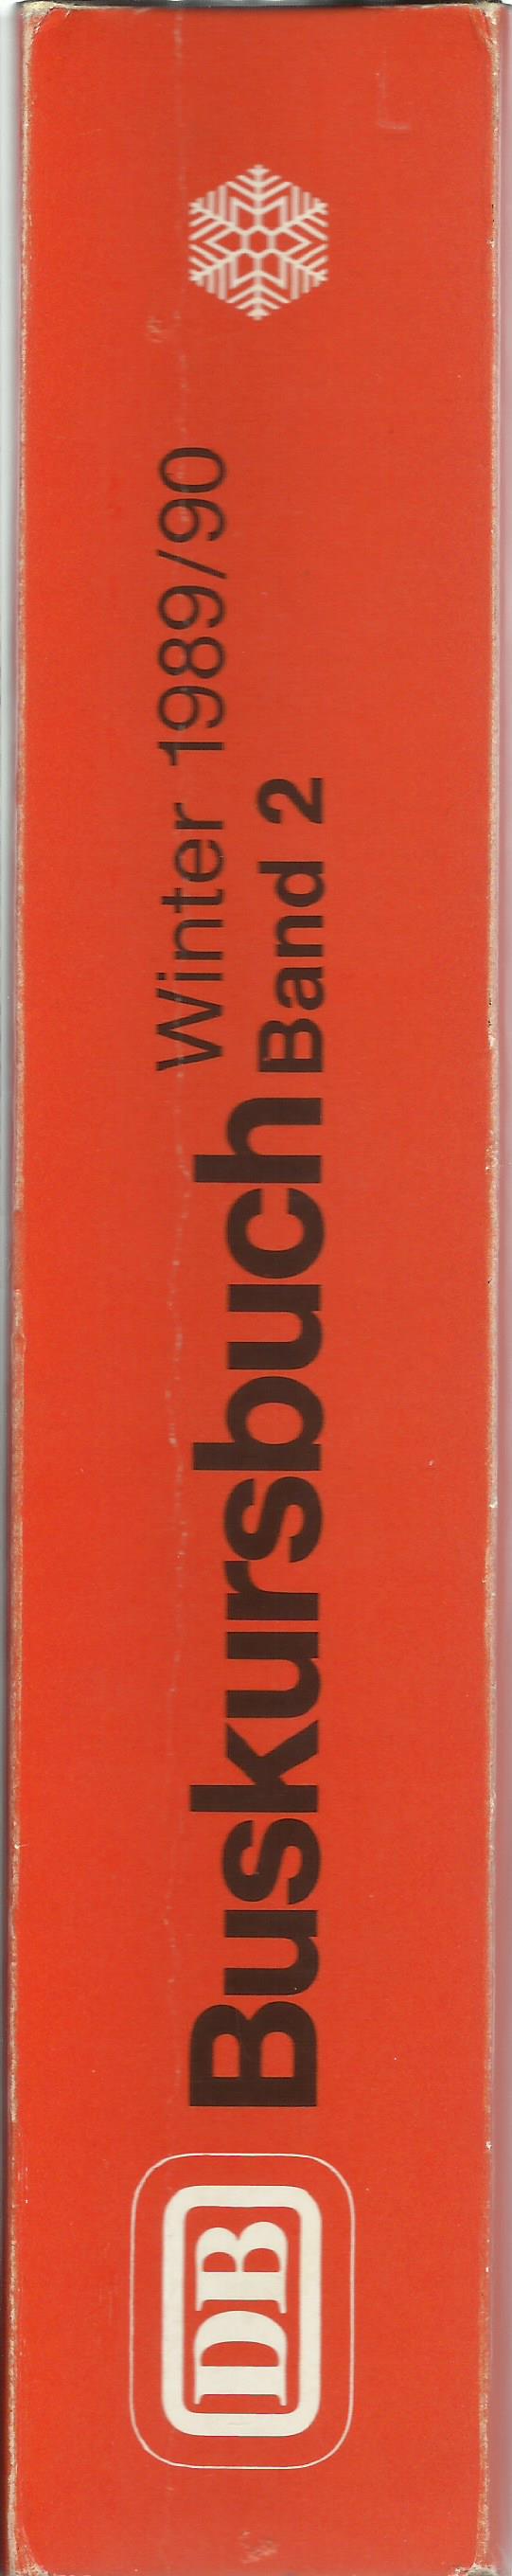 DB
Buskursbuch
Winter 1989/90
Band 2